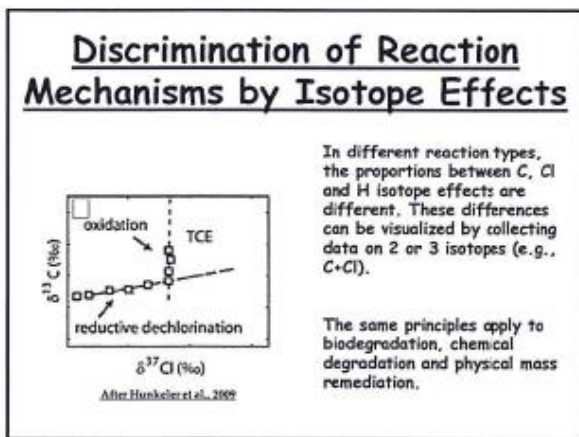 Discrimination of Reaction
Mechanisms by Isotope Effects
In different reaction types,
the proportions between C, Cl
and H isotope effects are
different. These differences
can be visualized by collecting
data on 2 or 3 isotopes (e.g.,
C+Cl).
The same principles apply to
biodegradation, chemical
degradation and physical mass
remediation.
oxidation
TCE
δ¹³C (‰)
reductive dechlorination
δ³⁷Cl (‰)
After Hunkeler et al., 2009